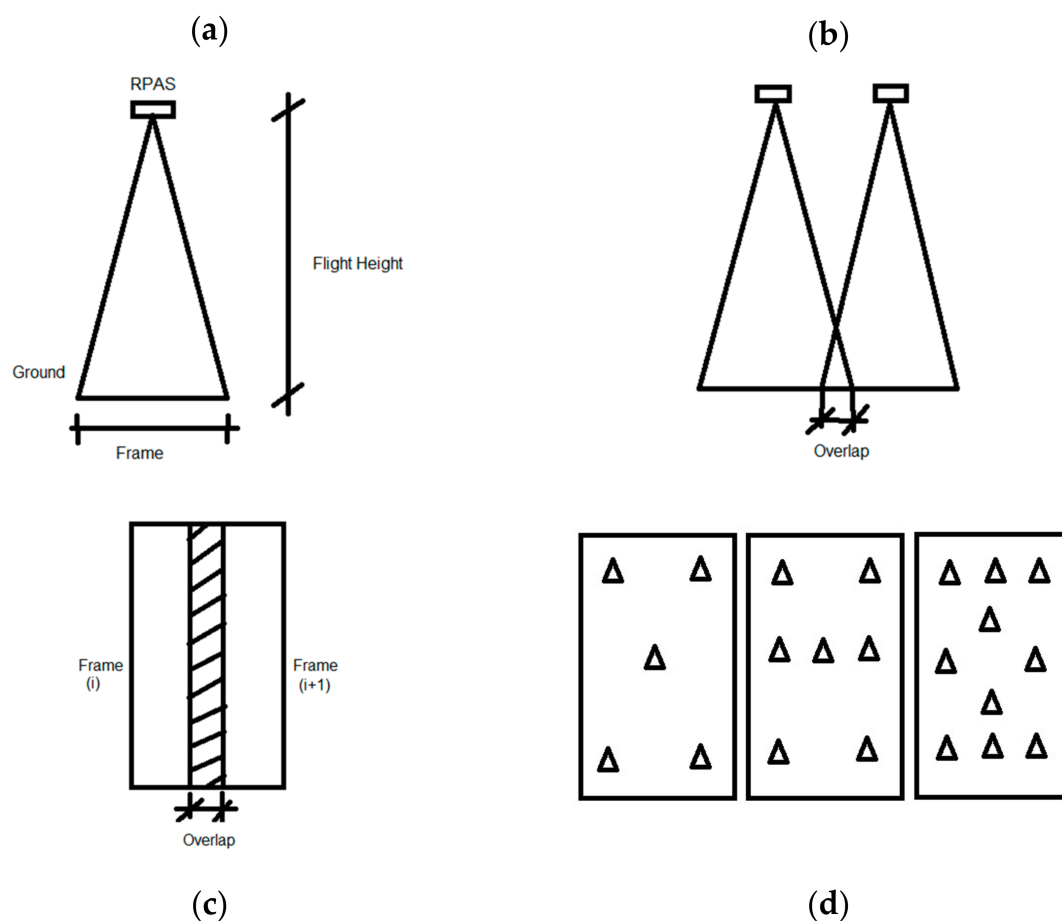 (a)
(b)
RPAS
Flight Height
Ground
Frame
Overlap
Frame
(i)
Frame
(i+1)
Overlap
(c)
(d)